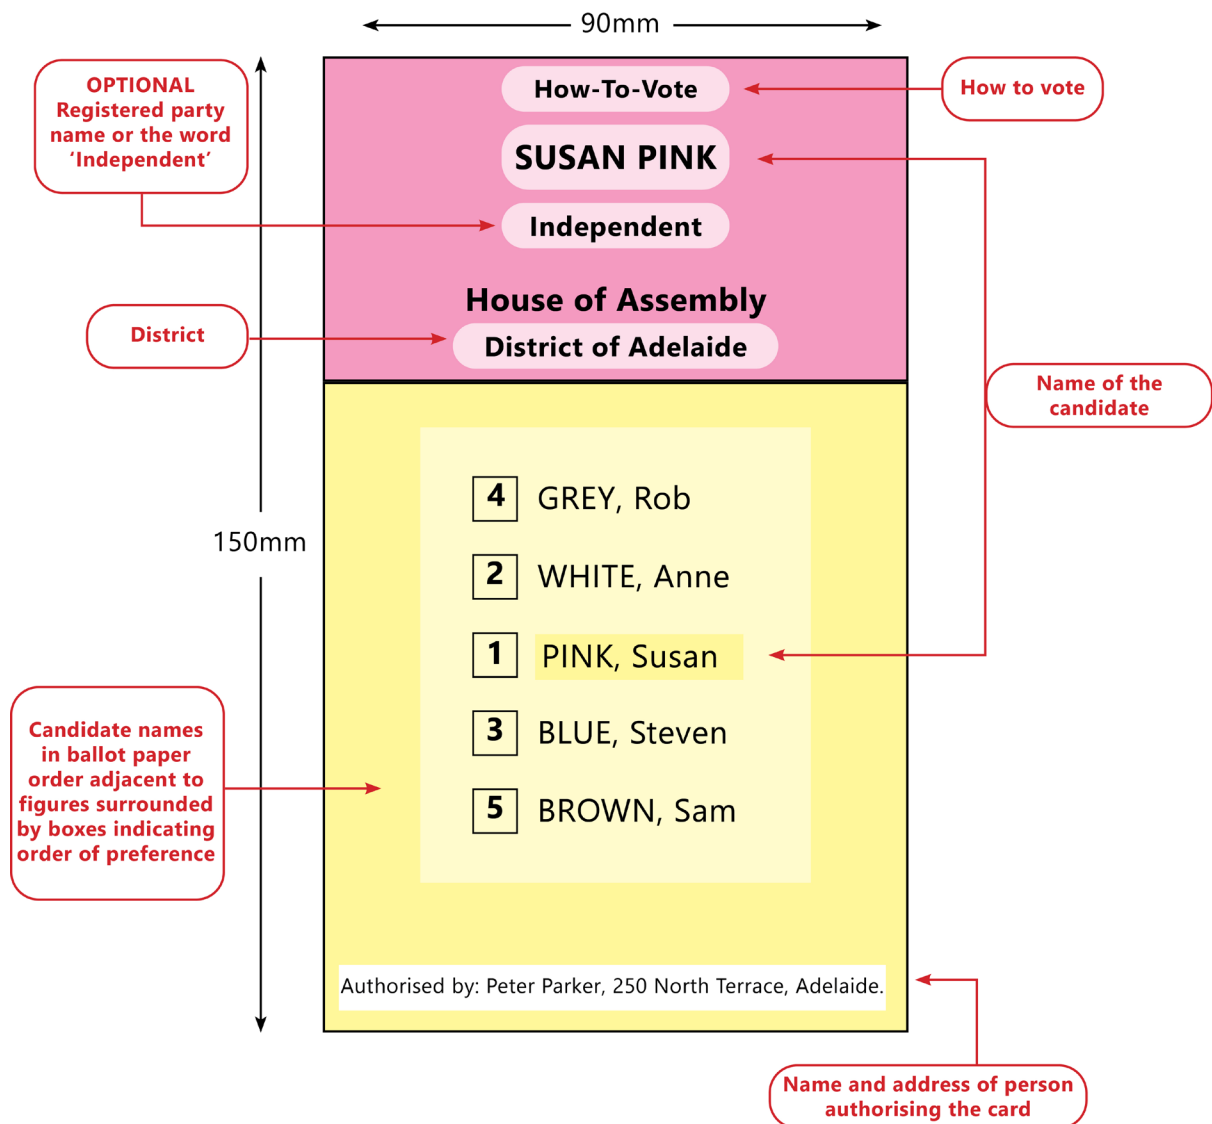 90mm
OPTIONAL
Registered party
name or the word
‘Independent’
How-To-Vote
How to vote
SUSAN PINK
Independent
House of Assembly
District
District of Adelaide
Name of the
candidate
4 GREY, Rob
150mm
2 WHITE, Anne
1 PINK, Susan
3 BLUE, Steven
5 BROWN, Sam
Candidate names
in ballot paper
order adjacent to
figures surrounded
by boxes indicating
order of preference
Authorised by: Peter Parker, 250 North Terrace, Adelaide.
Name and address of person
authorising the card